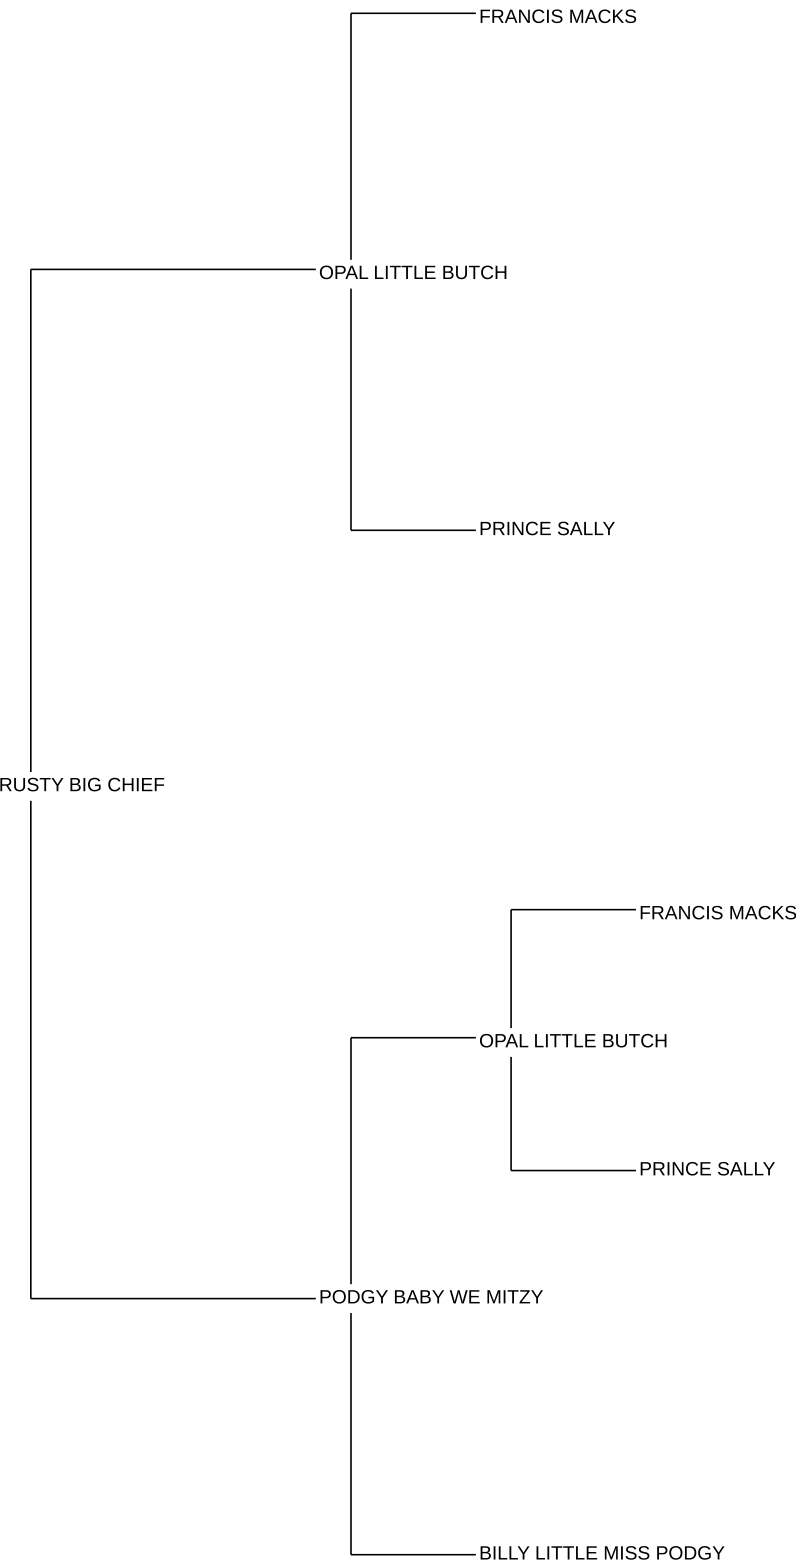 FRANCIS MACKS
OPAL LITTLE BUTCH
PRINCE SALLY
RUSTY BIG CHIEF
FRANCIS MACKS
OPAL LITTLE BUTCH
PRINCE SALLY
PODGY BABY WE MITZY
BILLY LITTLE MISS PODGY